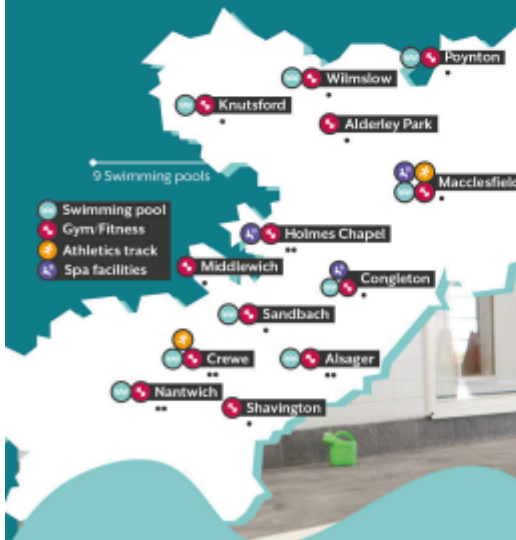 Poynton
Wilmslow
Knutsford
Alderley Park
Macclesfield
9 Swimming pools
Swimming pool
Gym/Fitness
Athletics track
Spa facilities
Holmes Chapel
Middlewich
Congleton
Sandbach
Crewe
Alsager
Nantwich
Shavington